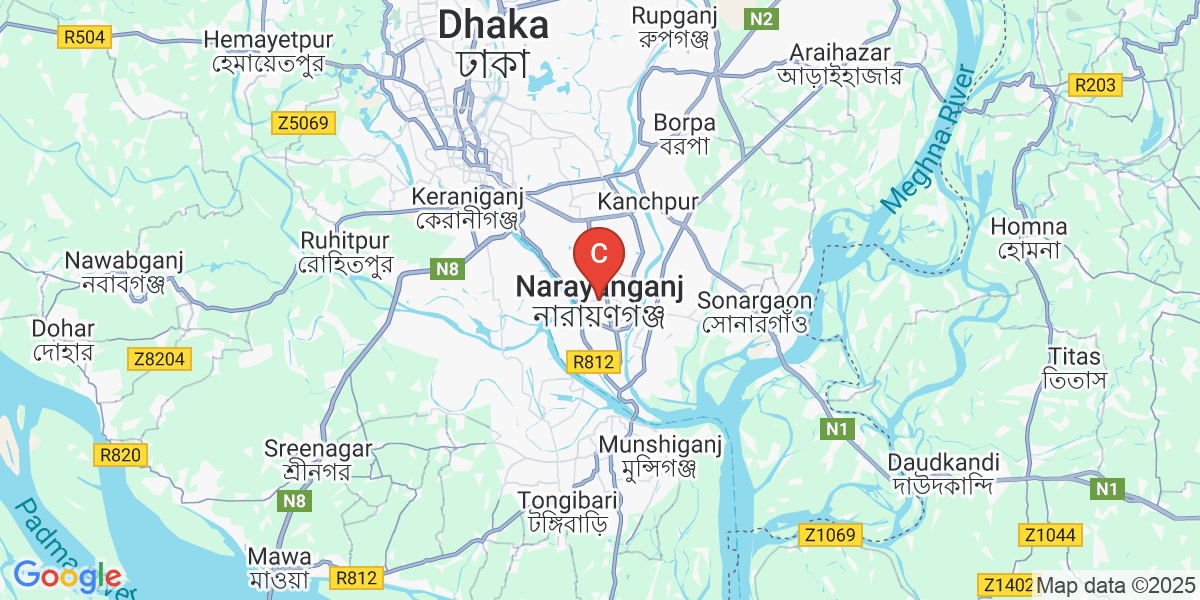 Dhaka
ঢাকা
Rupganj
রুপগঞ্জ
N2
R504
Hemayetpur
হেমায়েতপুর
Araihazar
আড়াইহাজার
R203
Z5069
Borpa
বরপা
Meghna River
Keraniganj
কেরানীগঞ্জ
Kanchpur
Ruhitpur
রোহিতপুর
Homna
হোমনা
Nawabganj
নবাবগঞ্জ
N8
C
Narayanganj
নারায়ণগঞ্জ
Sonargaon
সোনারগাঁও
Dohar
দোহার
Z8204
R812
Titas
তিতাস
N1
R820
Sreenagar
শ্রীনগর
Munshiganj
মুন্সিগঞ্জ
Daudkandi
দাউদকান্দি
N8
Tongibari
টঙ্গিবাড়ি
N1
Padma River
Z1069
Z1044
Mawa
মাওয়া
R812
Z1402
Google
Map data ©2025